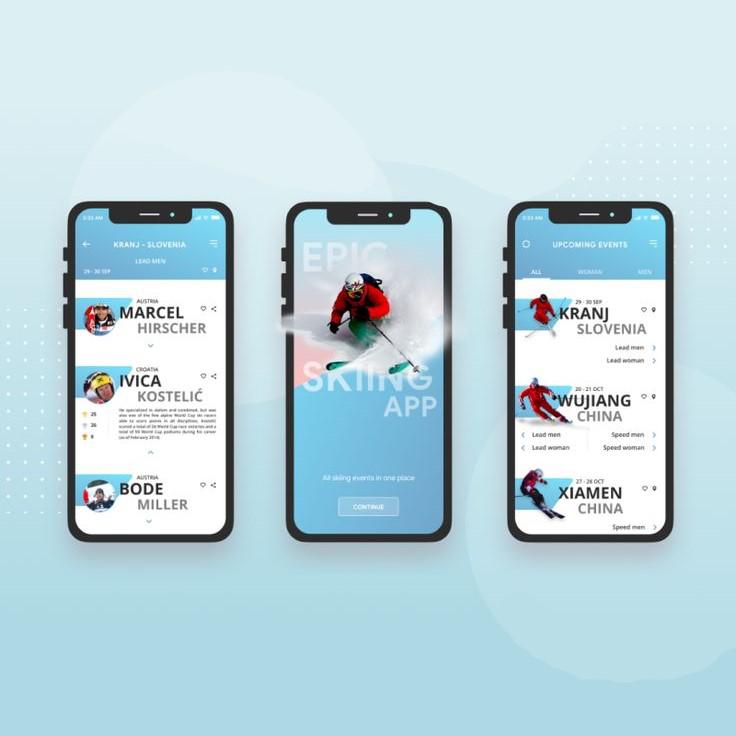 5:33 AM
KRANJ - SLOVENIA
LEAD MEN
29 - 30 SEP
AUSTRIA
MARCEL
HIRSCHER
CROATIA
IVICA
KOSTELIĆ
25
26
8
He specialized in slalom and combined, but was
also one of the few alpine World Cup ski racers
able to score points in all disciplines. Kostelić
scored a total of 26 World Cup race victories and a
total of 60 World Cup podiums during his career
(as of February 2014).
AUSTRIA
BODE
MILLER
EPIC
SKIING
APP
All skiing events in one place
CONTINUE
5:33 AM
UPCOMING EVENTS
ALL
WOMAN
MEN
29 - 30 SEP
KRANJ
SLOVENIA
Lead men
Lead woman
20 - 21 OCT
WUJIANG
CHINA
Lead men
Speed men
Lead woman
Speed woman
27 - 28 OCT
XIAMEN
CHINA
Speed men